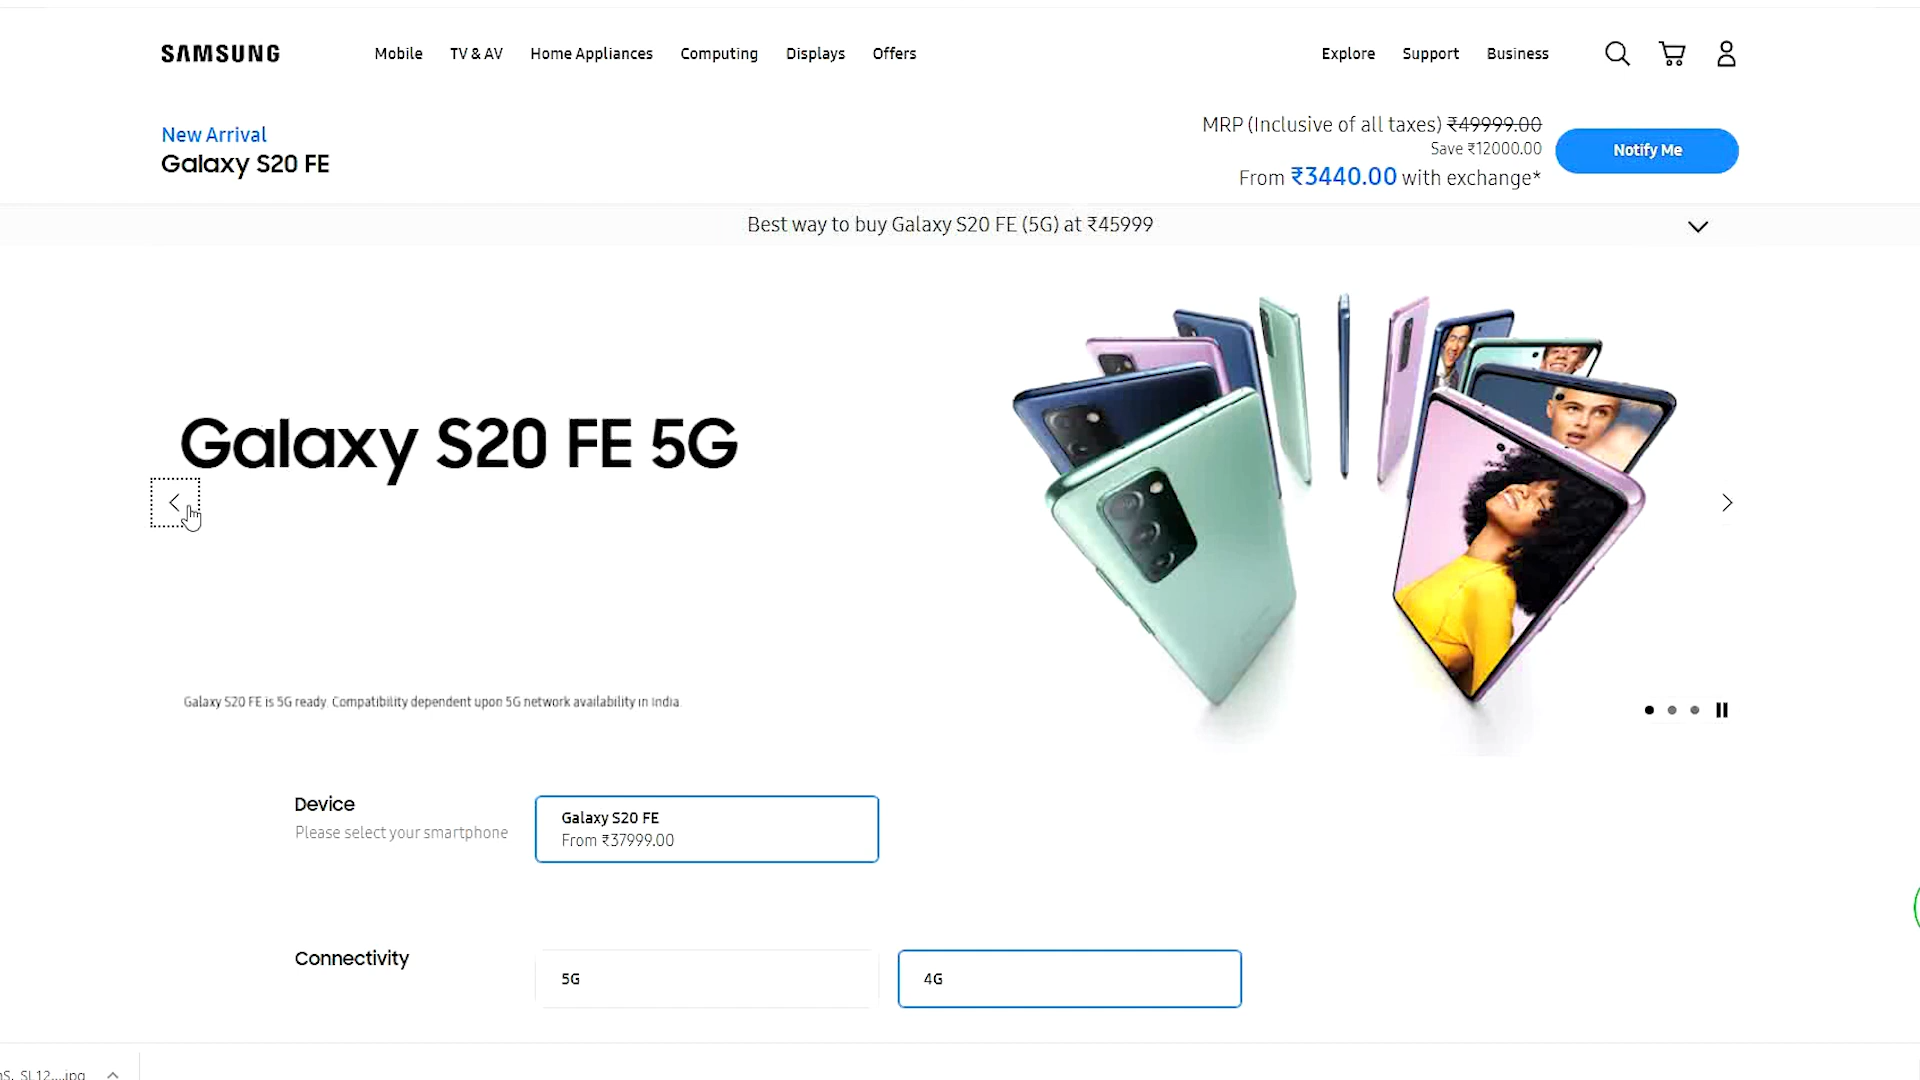 SAMSUNG
Mobile
TV & AV
Home Appliances
Computing
Displays
Offers
Explore
Support
Business
New Arrival
Galaxy S20 FE
MRP (Inclusive of all taxes) ₹49999.00
Save ₹12000.00
From ₹3440.00 with exchange*
Notify Me
Best way to buy Galaxy S20 FE (5G) at ₹45999
Galaxy S20 FE 5G
Galaxy S20 FE is 5G ready. Compatibility dependent upon 5G network availability in India.
Device
Please select your smartphone
Galaxy S20 FE
From ₹37999.00
Connectivity
5G
4G